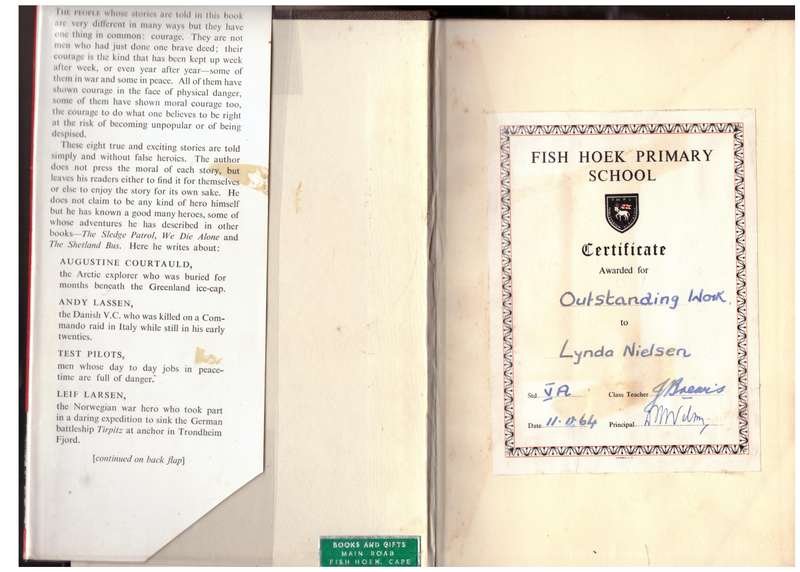 THE PEOPLE whose stories are told in this book
are very different in many ways but they have
one thing in common: courage. They are not
men who had just done one brave deed; their
courage is the kind that has been kept up week
after week, or even year after year—some of
them in war and some in peace. All of them have
shown courage in the face of physical danger,
some of them have shown moral courage too,
the courage to do what one believes to be right
at the risk of becoming unpopular or of being
despised.
These eight true and exciting stories are told
simply and without false heroics. The author
does not press the moral of each story, but
leaves his readers either to find it for themselves
or else to enjoy the story for its own sake. He
does not claim to be any kind of hero himself
but he has known a good many heroes, some of
whose adventures he has described in other
books—The Sledge Patrol, We Die Alone and
The Shetland Bus. Here he writes about:
AUGUSTINE COURTAULD,
the Arctic explorer who was buried for
months beneath the Greenland ice-cap.
ANDY LASSEN,
the Danish V.C. who was killed on a Com-
mando raid in Italy while still in his early
twenties.
TEST PILOTS,
men whose day to day jobs in peace-
time are full of danger.
LEIF LARSEN,
the Norwegian war hero who took part
in a daring expedition to sink the German
battleship Tirpitz at anchor in Trondheim
Fjord.
[continued on back flap]
BOOKS AND GIFTS
MAIN ROAD
FISH HOEK, CAPE
FISH HOEK PRIMARY
SCHOOL
Certificate
Awarded for
Outstanding Work.
to
Lynda Nielsen
Std. VA Class Teacher
Date 11.12.64 Principal